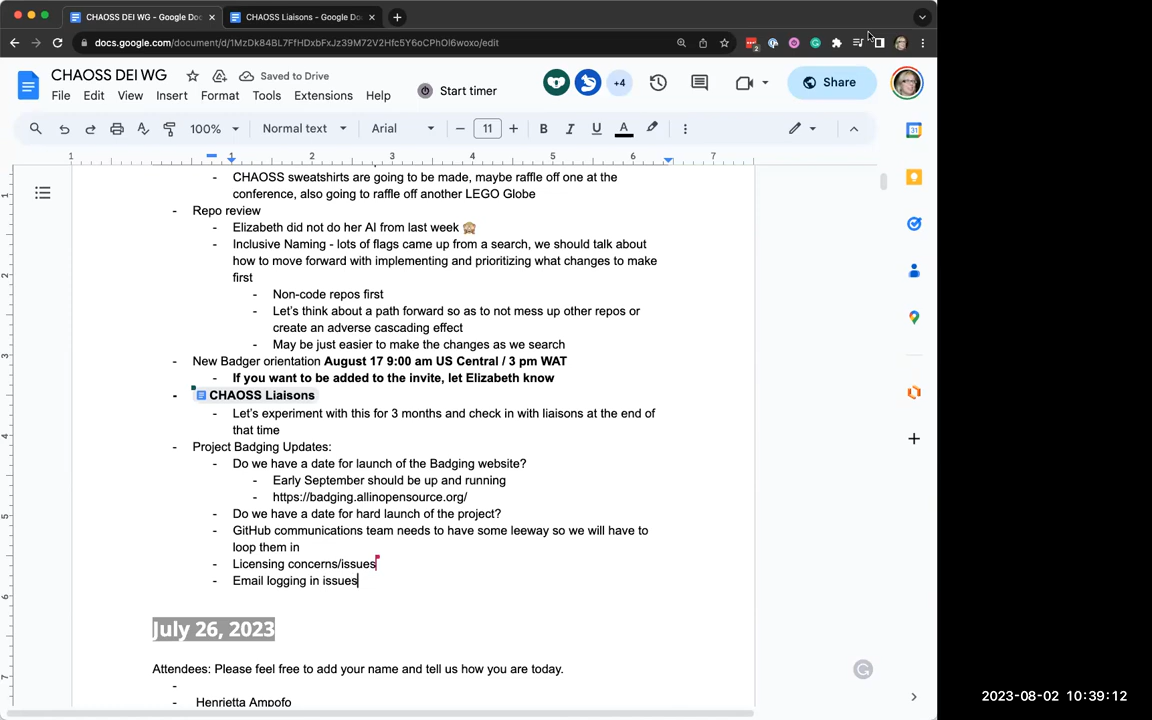 CHAOSS DEI WG - Google Doc
CHAOSS Liaisons - Google Do
docs.google.com/document/d/1MzDk84BL7FfHDxbFxJz39M72V2Hfc5Y6oCPhOl6woxo/edit
CHAOSS DEI WG
Saved to Drive
File Edit View Insert Format Tools Extensions Help
Start timer
+4
Share
100%
Normal text
Arial
11
B I U A
1 1 2 3 4 5 6 7
- CHAOSS sweatshirts are going to be made, maybe raffle off one at the
conference, also going to raffle off another LEGO Globe
- Repo review
- Elizabeth did not do her AI from last week 🙈
- Inclusive Naming - lots of flags came up from a search, we should talk about
how to move forward with implementing and prioritizing what changes to make
first
- Non-code repos first
- Let's think about a path forward so as to not mess up other repos or
create an adverse cascading effect
- May be just easier to make the changes as we search
- New Badger orientation August 17 9:00 am US Central / 3 pm WAT
- If you want to be added to the invite, let Elizabeth know
- CHAOSS Liaisons
- Let's experiment with this for 3 months and check in with liaisons at the end of
that time
- Project Badging Updates:
- Do we have a date for launch of the Badging website?
- Early September should be up and running
- https://badging.allinopensource.org/
- Do we have a date for hard launch of the project?
- GitHub communications team needs to have some leeway so we will have to
loop them in
- Licensing concerns/issues
- Email logging in issues
July 26, 2023
Attendees: Please feel free to add your name and tell us how you are today.
-
- Henrietta Ampofo
2023-08-02 10:39:12